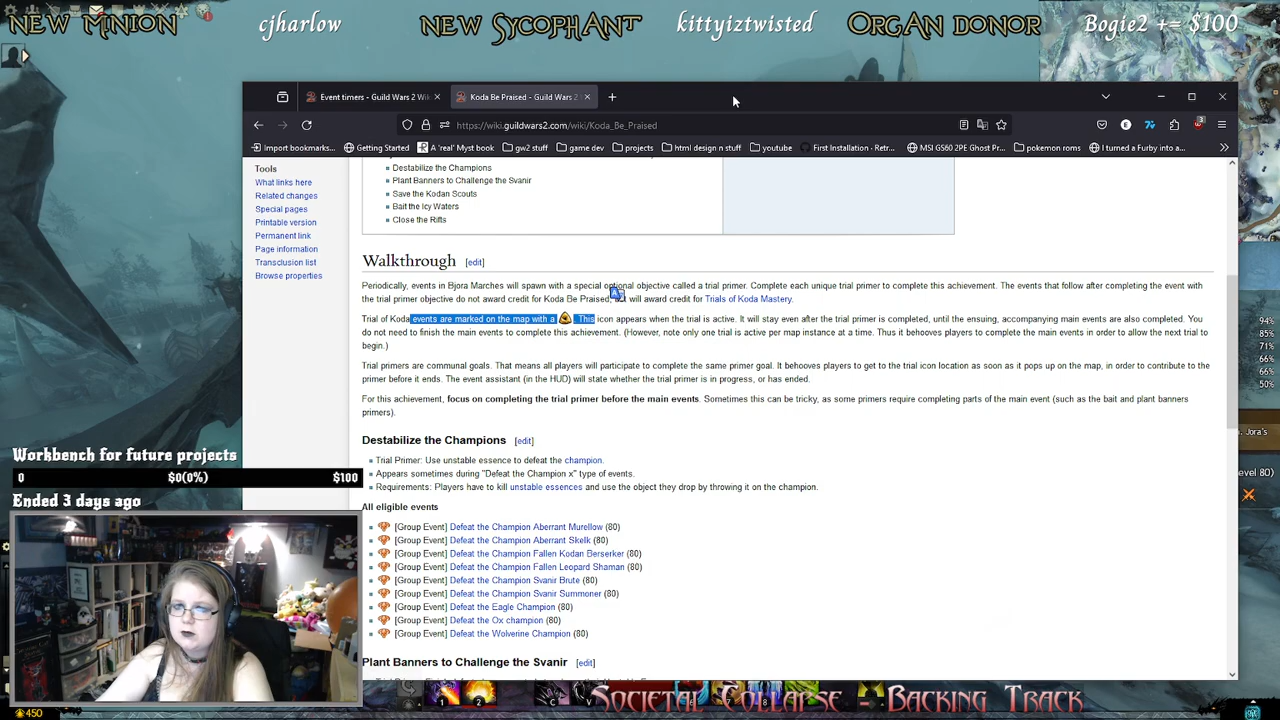 NEW MINION cjharlow NEW SYCOPHANT kittyiztwisted ORGAN DONOR Bogie2 += $100
Event timers - Guild Wars 2 Wiki Koda Be Praised - Guild Wars 2
https://wiki.guildwars2.com/wiki/Koda_Be_Praised
Import bookmarks... Getting Started A 'real' Myst book gw2 stuff game dev projects html design n stuff youtube First Installation - Retr... MSI GS60 2PE Ghost Pr... pokemon roms I turned a Furby into a...
Tools
What links here
Related changes
Special pages
Printable version
Permanent link
Page information
Transclusion list
Browse properties
Destabilize the Champions
Plant Banners to Challenge the Svanir
Save the Kodan Scouts
Bait the Icy Waters
Close the Rifts
Walkthrough [edit]
Periodically, events in Bjora Marches will spawn with a special optional objective called a trial primer. Complete each unique trial primer to complete this achievement. The events that follow after completing the event with
the trial primer objective do not award credit for Koda Be Praised, but will award credit for Trials of Koda Mastery.
Trial of Koda events are marked on the map with a . This icon appears when the trial is active. It will stay even after the trial primer is completed, until the ensuing, accompanying main events are also completed. You
do not need to finish the main events to complete this achievement. (However, note only one trial is active per map instance at a time. Thus it behooves players to complete the main events in order to allow the next trial to
begin.)
Trial primers are communal goals. That means all players will participate to complete the same primer goal. It behooves players to get to the trial icon location as soon as it pops up on the map, in order to contribute to the
primer before it ends. The event assistant (in the HUD) will state whether the trial primer is in progress, or has ended.
For this achievement, focus on completing the trial primer before the main events. Sometimes this can be tricky, as some primers require completing parts of the main event (such as the bait and plant banners
primers).
Destabilize the Champions [edit]
Trial Primer: Use unstable essence to defeat the champion.
Appears sometimes during "Defeat the Champion x" type of events.
Requirements: Players have to kill unstable essences and use the object they drop by throwing it on the champion.
All eligible events
[Group Event] Defeat the Champion Aberrant Murellow (80)
[Group Event] Defeat the Champion Aberrant Skelk (80)
[Group Event] Defeat the Champion Fallen Kodan Berserker (80)
[Group Event] Defeat the Champion Fallen Leopard Shaman (80)
[Group Event] Defeat the Champion Svanir Brute (80)
[Group Event] Defeat the Champion Svanir Summoner (80)
[Group Event] Defeat the Eagle Champion (80)
[Group Event] Defeat the Ox champion (80)
[Group Event] Defeat the Wolverine Champion (80)
Plant Banners to Challenge the Svanir [edit]
94%
85%
71%
66%
66%
50%
. Jora's
evel 80)
Workbench for future projects
0 $0(0%) $100
Ended 3 days ago
1 2 C V 6 7 8
Societal Collapse - Backing Track
450